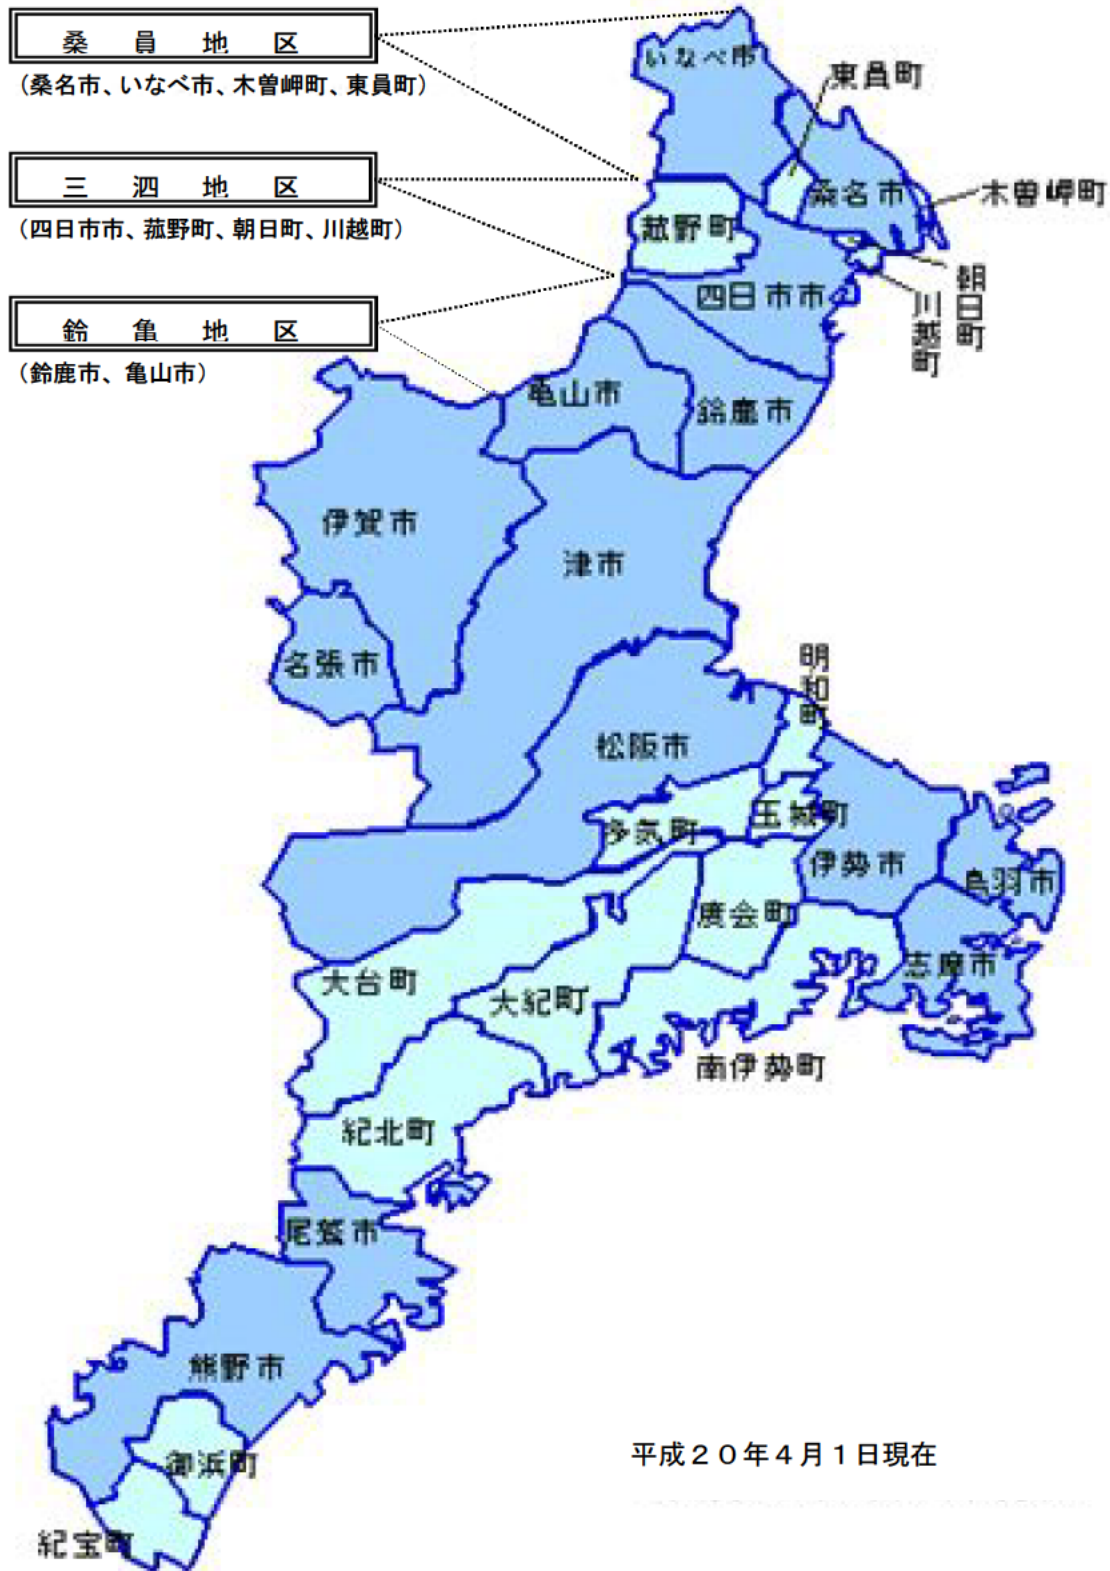 桑 員 地 区
（桑名市、いなべ市、木曽岬町、東員町）
三 泗 地 区
（四日市市、菰野町、朝日町、川越町）
鈴 亀 地 区
（鈴鹿市、亀山市）
いなべ市
東員町
桑名市
木曽岬町
菰野町
朝日町
川越町
四日市市
亀山市
鈴鹿市
伊賀市
津市
名張市
明和町
松阪市
多気町
玉城町
伊勢市
鳥羽市
度会町
志摩市
大台町
大紀町
南伊勢町
紀北町
尾鷲市
熊野市
御浜町
紀宝町
平成２０年４月１日現在